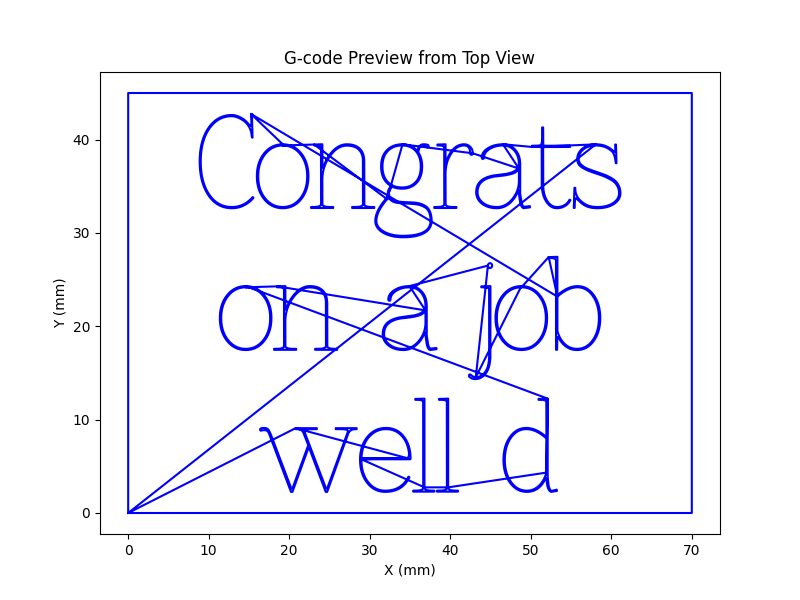 G-code Preview from Top View
Y (mm)
40
30
20
10
0
Congrats
on a job
well d
0 10 20 30 40 50 60 70
X (mm)